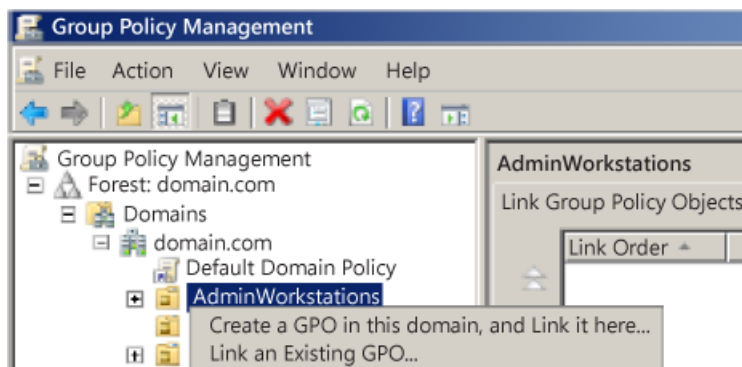 Group Policy Management
File Action View Window Help
Group Policy Management
Forest: domain.com
Domains
domain.com
Default Domain Policy
AdminWorkstations
Create a GPO in this domain, and Link it here...
Link an Existing GPO...
AdminWorkstations
Link Group Policy Objects
Link Order